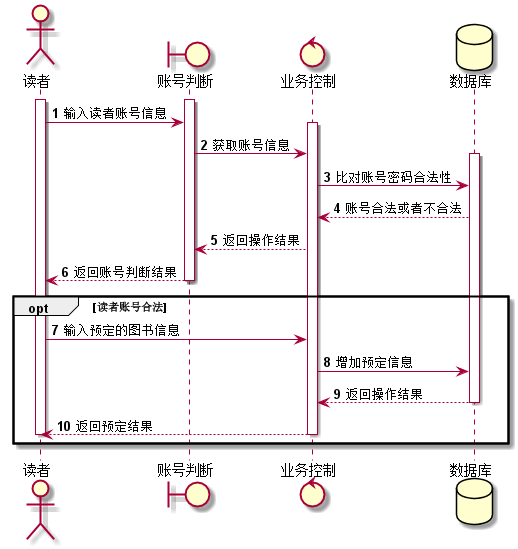 读者 账号判断 业务控制 数据库
1 输入读者账号信息
2 获取账号信息
3 比对账号密码合法性
4 账号合法或者不合法
5 返回操作结果
6 返回账号判断结果
opt [读者账号合法]
7 输入预定的图书信息
8 增加预定信息
9 返回操作结果
10 返回预定结果
读者 账号判断 业务控制 数据库